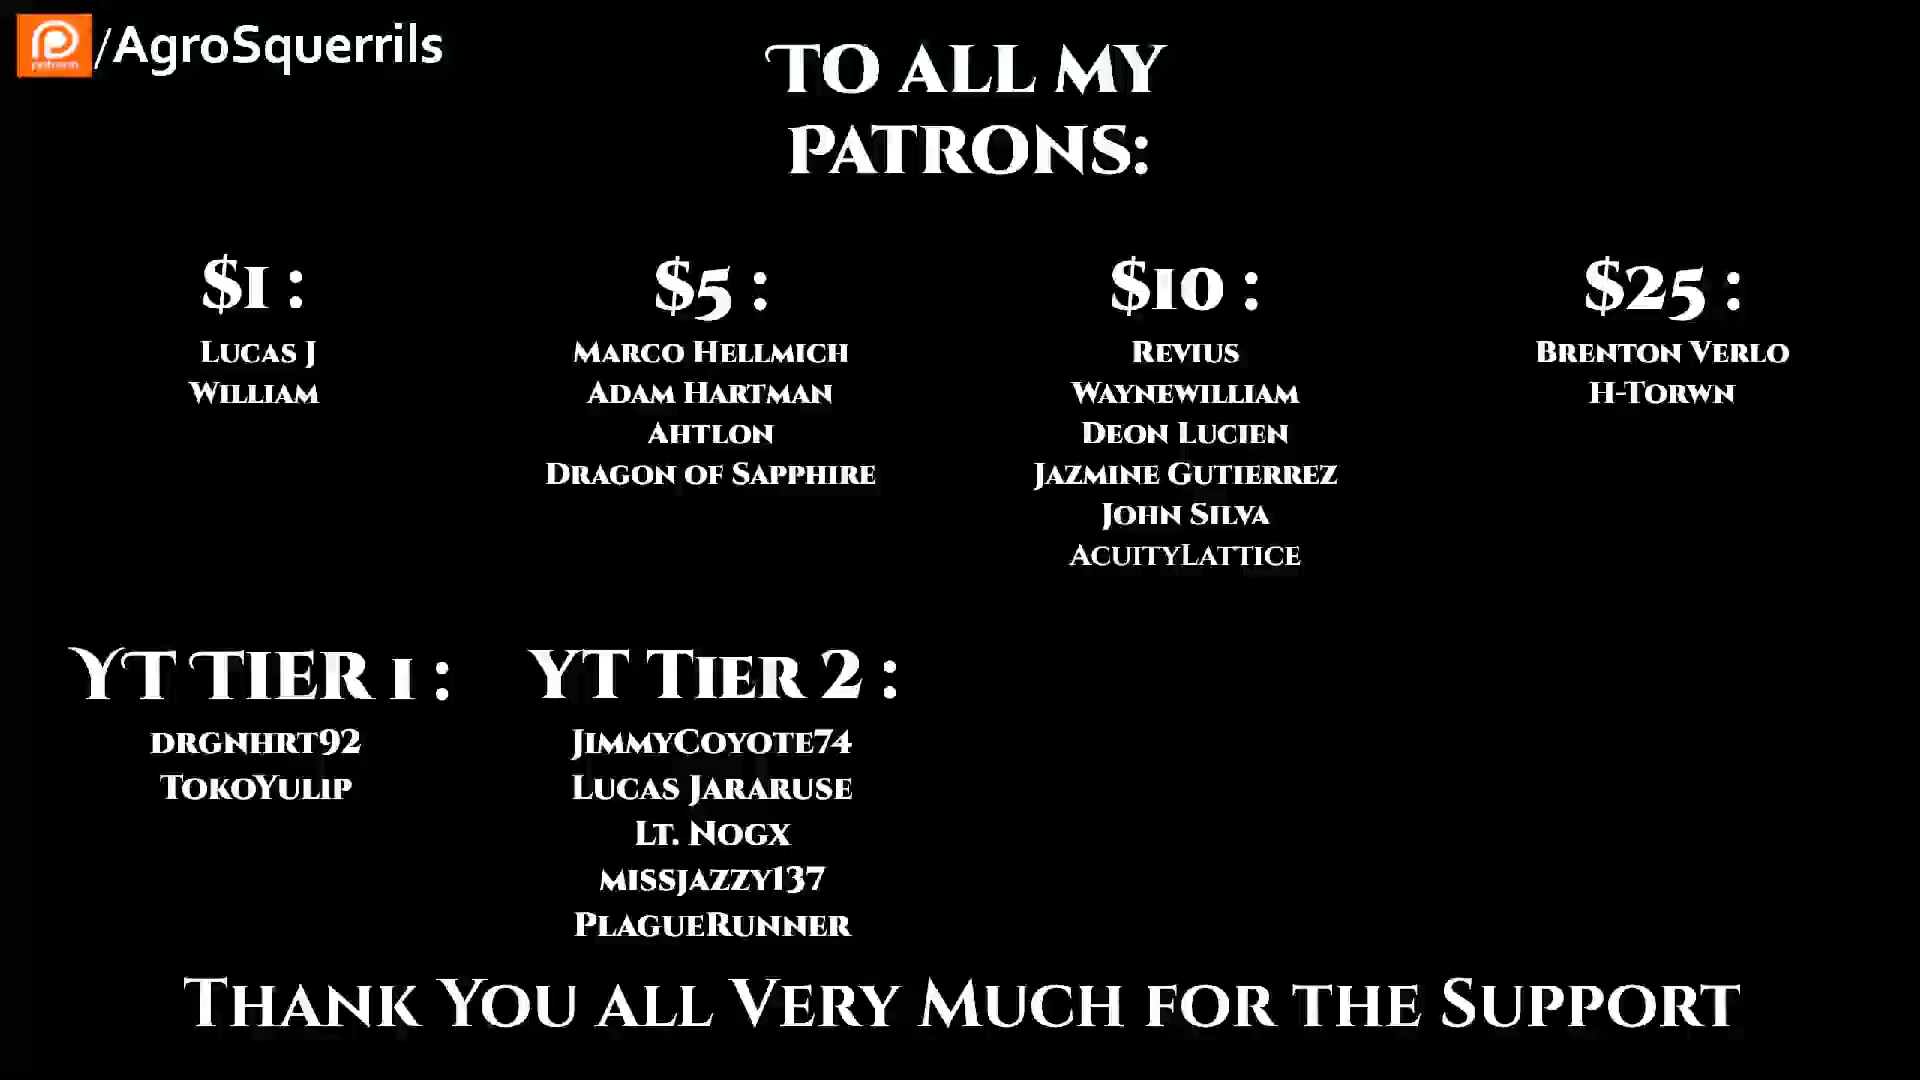 /AgroSquerrils
To all my
Patrons:
$1 :
Lucas J
William
$5 :
Marco Hellmich
Adam Hartman
Ahtlon
Dragon of Sapphire
$10 :
Revius
Waynewilliam
Deon Lucien
Jazmine Gutierrez
John Silva
AcuityLattice
$25 :
Brenton Verlo
H-Torwn
YT Tier 1 :
drgnhrt92
TokoYulip
YT Tier 2 :
JimmyCoyote74
Lucas Jararuse
Lt. Nogx
missjazzy137
PlagueRunner
Thank You all Very Much for the Support